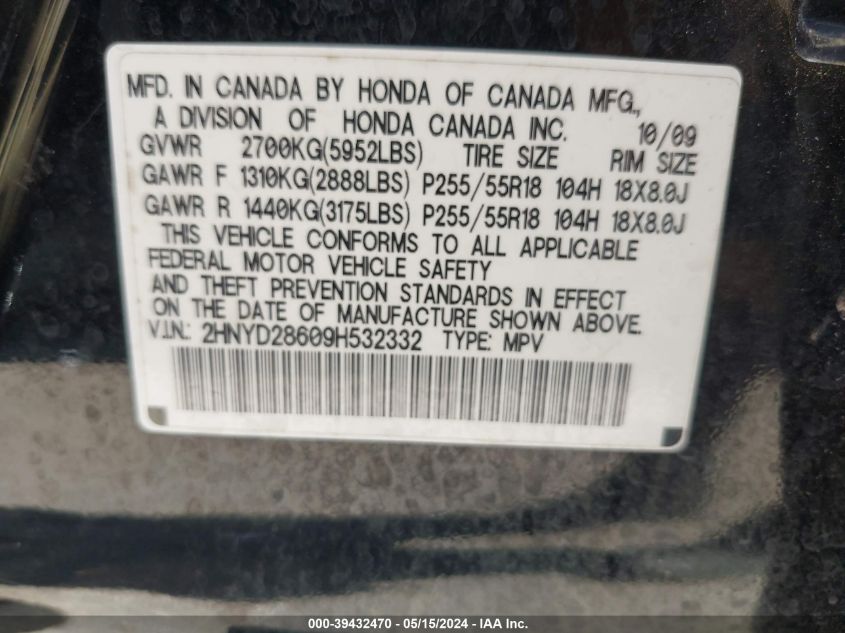 MFD. IN CANADA BY HONDA OF CANADA MFG.,
A DIVISION OF HONDA CANADA INC. 10/09
GVWR 2700KG(5952LBS) TIRE SIZE RIM SIZE
GAWR F 1310KG(2888LBS) P255/55R18 104H 18X8.0J
GAWR R 1440KG(3175LBS) P255/55R18 104H 18X8.0J
THIS VEHICLE CONFORMS TO ALL APPLICABLE
FEDERAL MOTOR VEHICLE SAFETY
AND THEFT PREVENTION STANDARDS IN EFFECT
ON THE DATE OF MANUFACTURE SHOWN ABOVE.
V.I.N.: 2HNYD28609H532332 TYPE: MPV
000-39432470 - 05/15/2024 - IAA Inc.